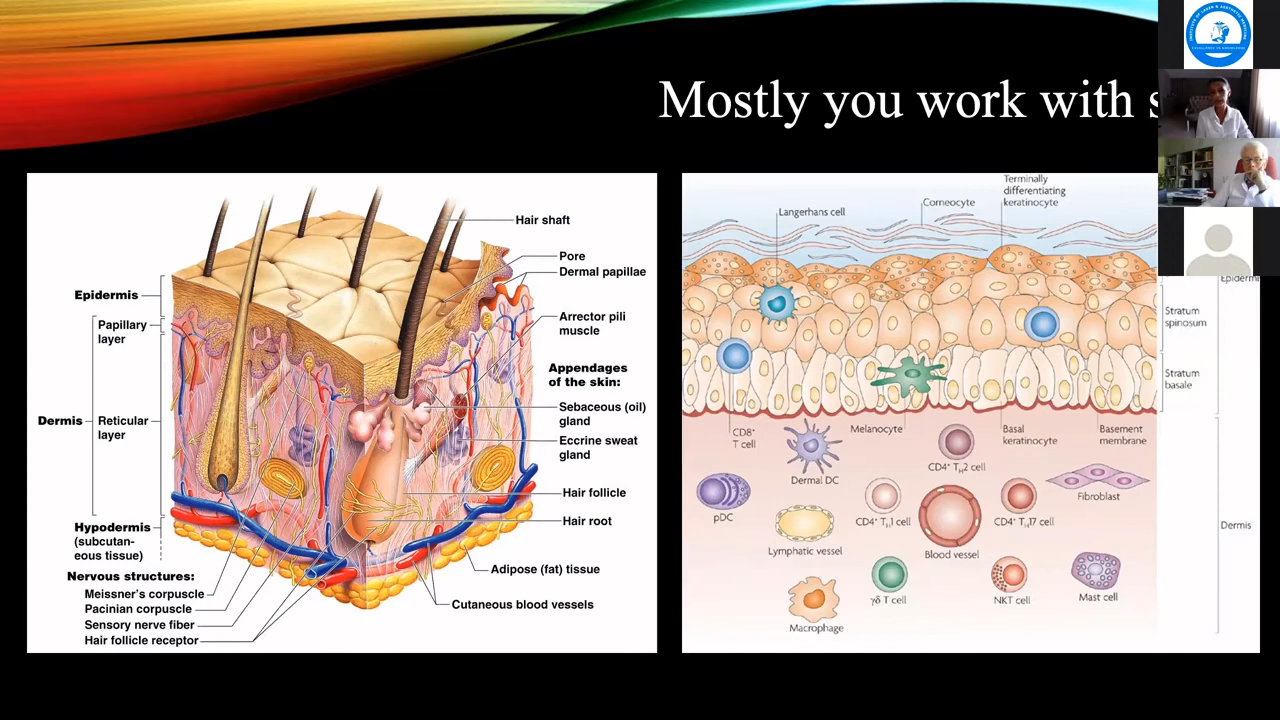 Mostly you work with s
Hair shaft
Pore
Dermal papillae
Epidermis
Papillary
layer
Arrector pili
muscle
Appendages
of the skin:
Sebaceous (oil)
gland
Dermis
Reticular
layer
Eccrine sweat
gland
Hair follicle
Hair root
Hypodermis
(subcutan-
eous tissue)
Adipose (fat) tissue
Nervous structures:
Meissner's corpuscle
Pacinian corpuscle
Sensory nerve fiber
Hair follicle receptor
Cutaneous blood vessels
Terminally
differentiating
keratinocyte
Corneocyte
Langerhans cell
Stratum
spinosum
Stratum
basale
CD8+
T cell
Melanocyte
Basal
keratinocyte
Basement
membrane
Dermal DC
CD4+ TH2 cell
Fibroblast
pDC
CD4+ TH1 cell
CD4+ TH17 cell
Dermis
Lymphatic vessel
Blood vessel
γδ T cell
NKT cell
Mast cell
Macrophage